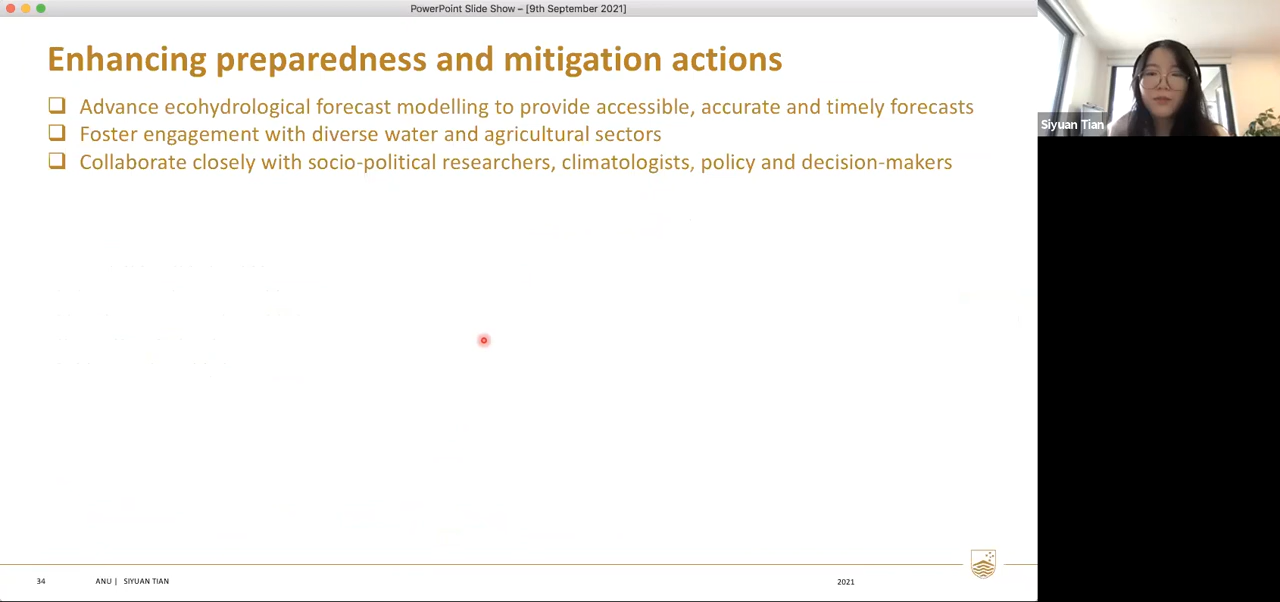 PowerPoint Slide Show – [9th September 2021]
Enhancing preparedness and mitigation actions
❑ Advance ecohydrological forecast modelling to provide accessible, accurate and timely forecasts
❑ Foster engagement with diverse water and agricultural sectors
❑ Collaborate closely with socio-political researchers, climatologists, policy and decision-makers
Siyuan Tian
34 ANU | SIYUAN TIAN 2021